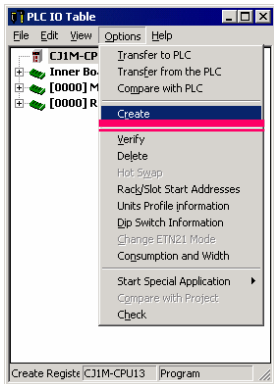 PLC IO Table
File Edit View Options Help
CJ1M-CP
Inner Bo
[0000] M
[0000] R
Transfer to PLC
Transfer from the PLC
Compare with PLC
Create
Verify
Delete
Hot Swap
Rack/Slot Start Addresses
Units Profile information
Dip Switch Information
Change ETN21 Mode
Consumption and Width
Start Special Application
Compare with Project
Check
Create Registe CJ1M-CPU13 Program